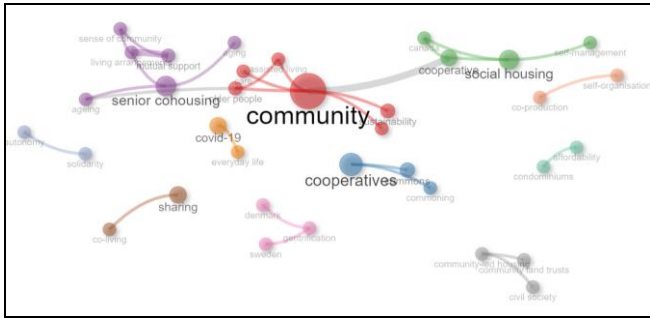 sense of community
aging
living arrangements
mutual support
assisted living
canada
cooperative
social housing
self-management
self-organisation
co-production
ageing
senior cohousing
older people
community
sustainability
autonomy
solidarity
covid-19
everyday life
cooperatives
commons
commoning
affordability
condominiums
sharing
co-living
denmark
gentrification
sweden
community-led housing
community land trusts
civil society